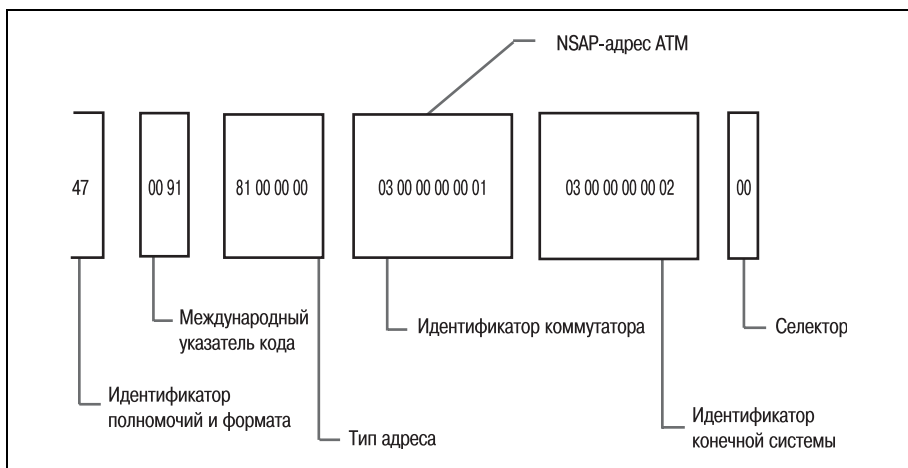 NSAP-адрес ATM
47
00 91
81 00 00 00
03 00 00 00 00 01
03 00 00 00 00 02
00
Международный
указатель кода
Идентификатор коммутатора
Селектор
Идентификатор
полномочий и формата
Тип адреса
Идентификатор
конечной системы